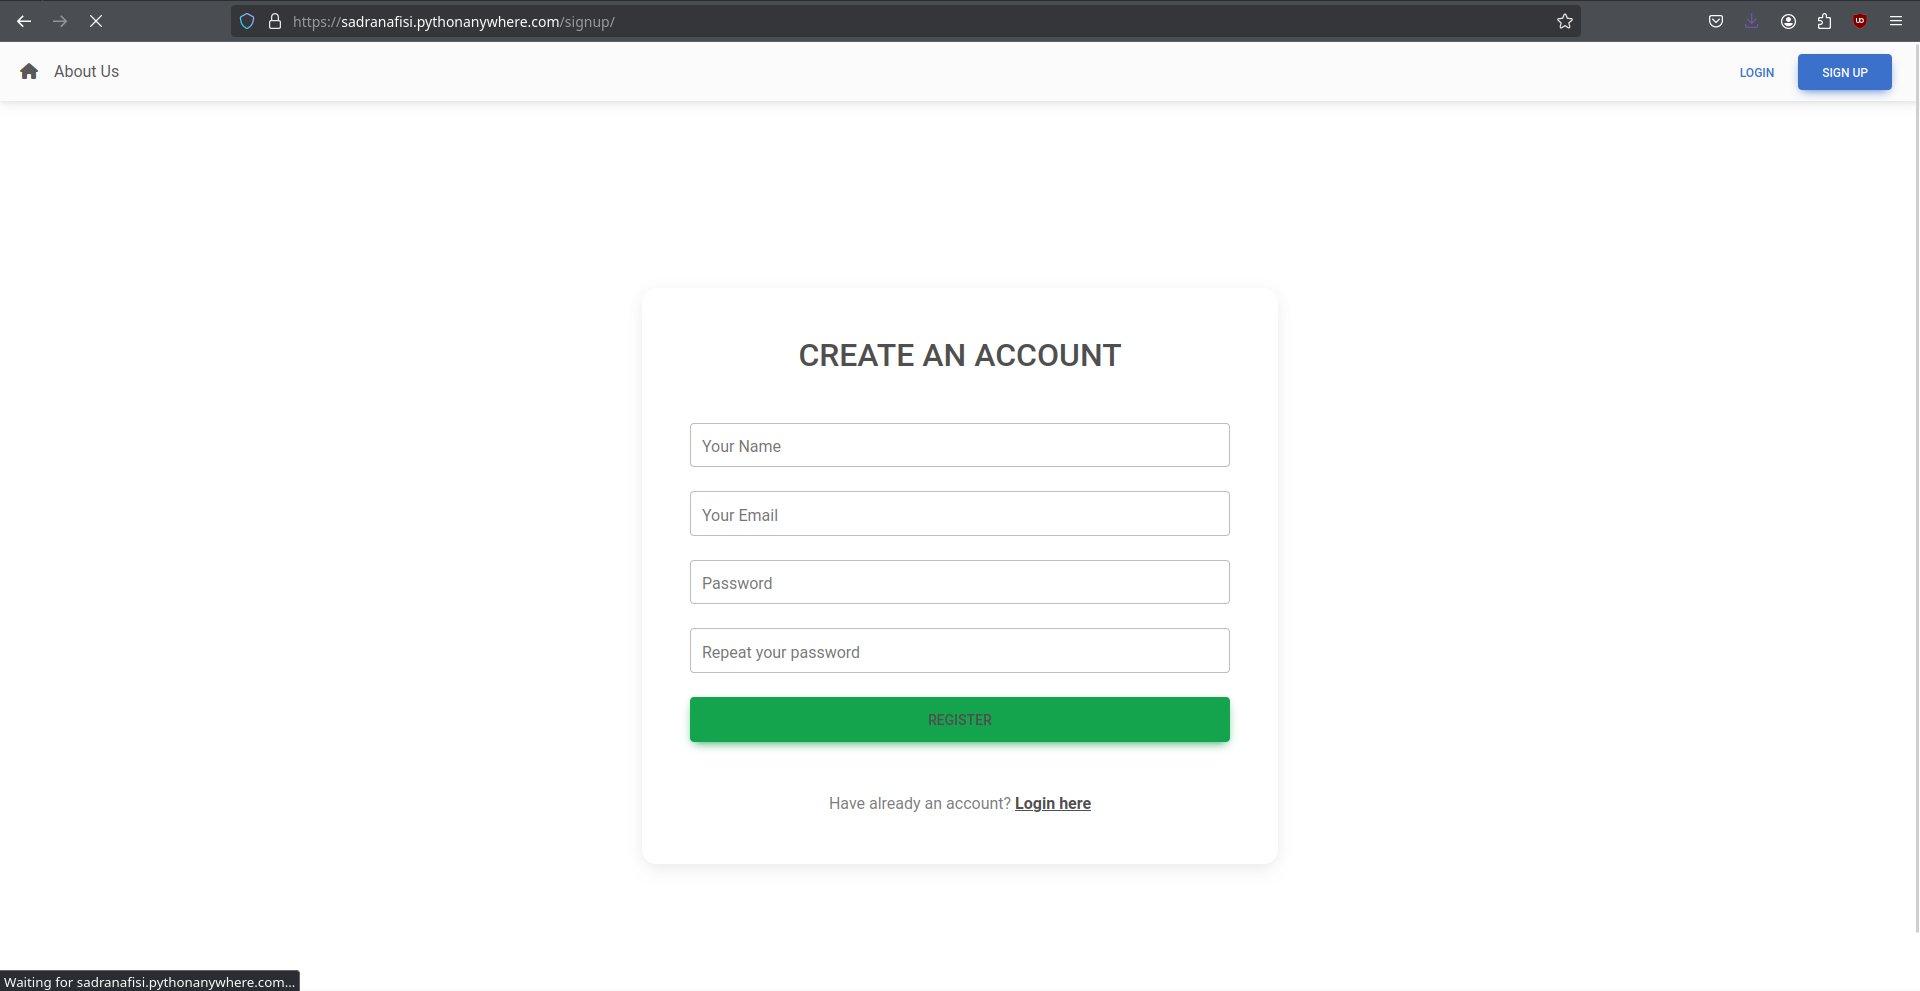 https://sadranafisi.pythonanywhere.com/signup/
About Us
LOGIN
SIGN UP
CREATE AN ACCOUNT
Your Name
Your Email
Password
Repeat your password
REGISTER
Have already an account? Login here
Waiting for sadranafisi.pythonanywhere.com...